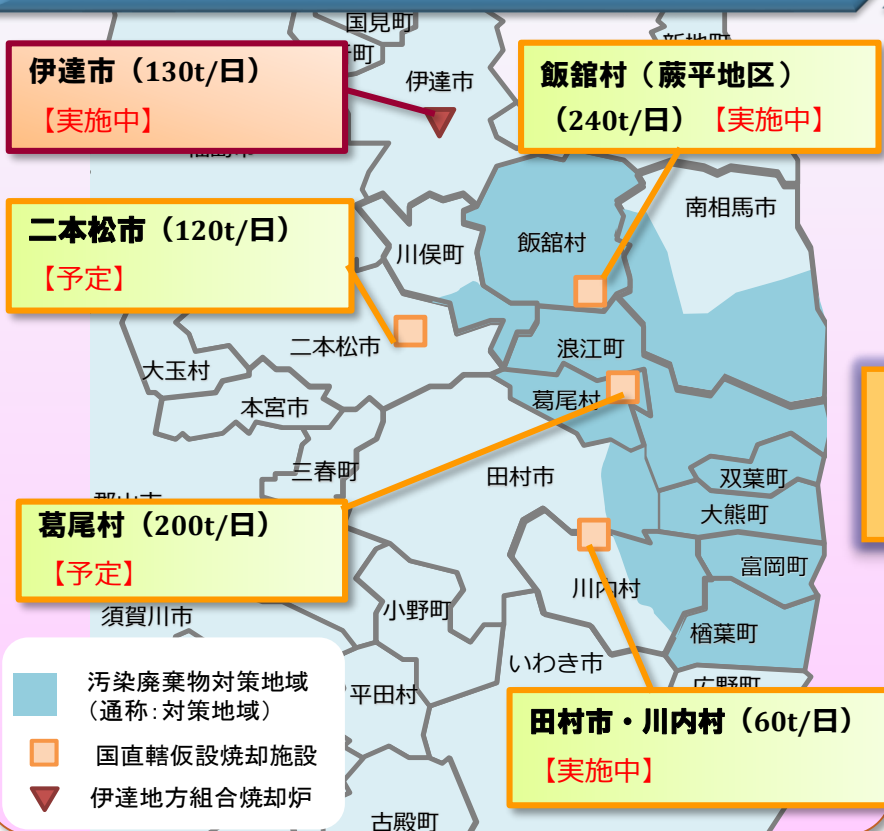 国見町
伊達市（130t/日）
【実施中】
伊達市
飯舘村（蕨平地区）
（240t/日）【実施中】
南相馬市
二本松市（120t/日）
【予定】
川俣町
飯舘村
二本松市
浪江町
大玉村
葛尾村
本宮市
三春町
田村市
双葉町
大熊町
葛尾村（200t/日）
【予定】
富岡町
川内村
小野町
須賀川市
楢葉町
いわき市
平田村
田村市・川内村（60t/日）
【実施中】
汚染廃棄物対策地域
（通称：対策地域）
国直轄仮設焼却施設
伊達地方組合焼却炉
古殿町